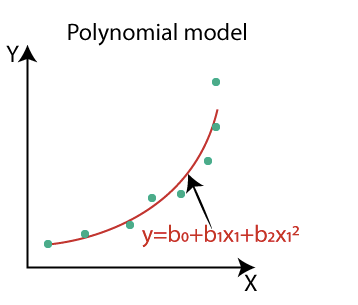 Polynomial model
Y
y=b₀+b₁x₁+b₂x₁²
X